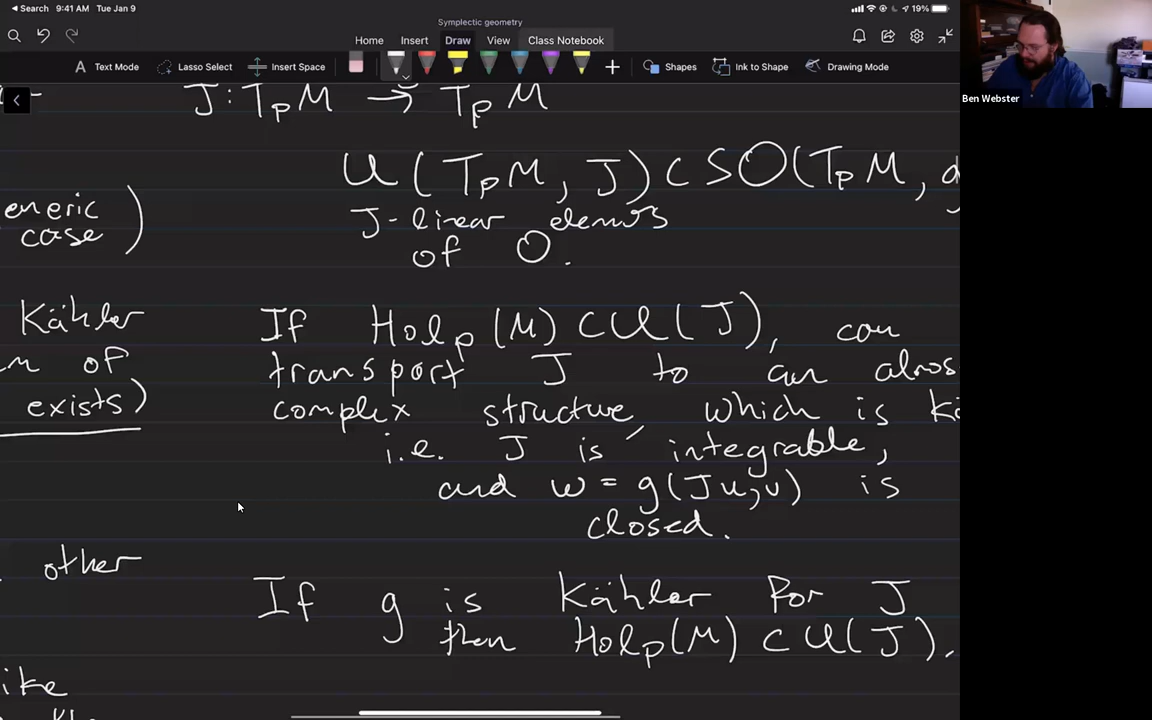 Search 9:41 AM Tue Jan 9
19%
Symplectic geometry
Home Insert Draw View Class Notebook
Text Mode Lasso Select Insert Space Shapes Ink to Shape Drawing Mode
Ben Webster
J: TpM → TpM
U(TpM, J) ⊂ SO(TpM, g
J-linear
of O.
eneric
case)
Kähler
of
exists)
If Holp(M) ⊂ U(J), can
transport J to an almos
complex structure, which is Kä
i.e. J is integrable,
and ω = g(Ju,v) is
closed.
other
If g is Kähler for J
then Holp(M) ⊂ U(J).
ike